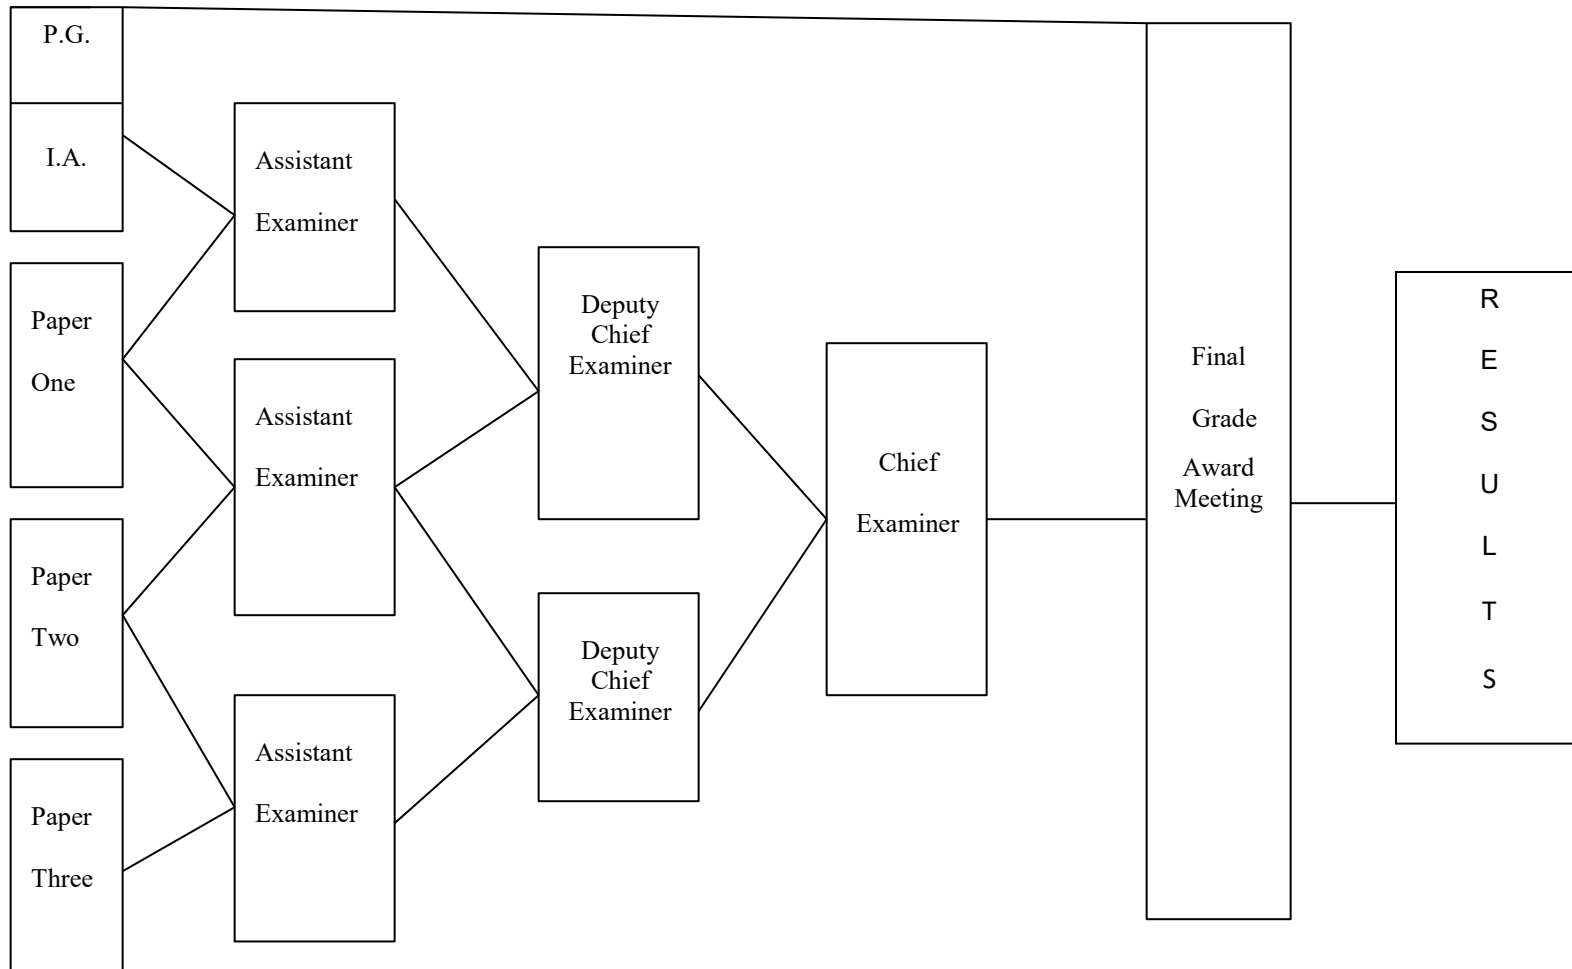 P.G.
I.A.
Paper
One
Paper
Two
Paper
Three
Assistant
Examiner
Assistant
Examiner
Assistant
Examiner
Deputy
Chief
Examiner
Deputy
Chief
Examiner
Chief
Examiner
Final
Grade
Award
Meeting
R
E
S
U
L
T
S